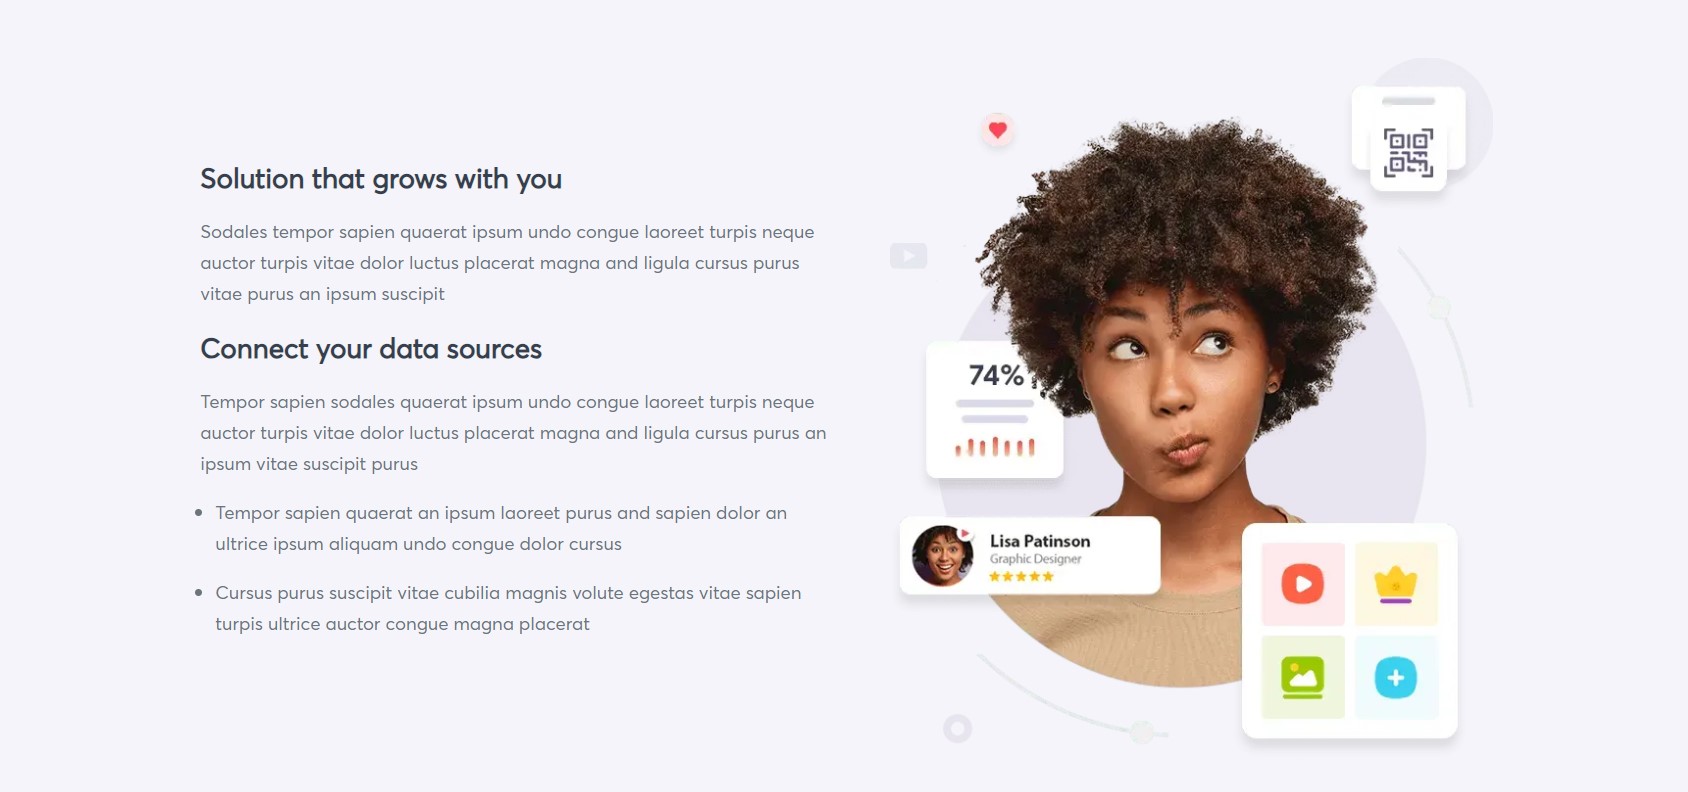 Solution that grows with you
Sodales tempor sapien quaerat ipsum undo congue laoreet turpis neque
auctor turpis vitae dolor luctus placerat magna and ligula cursus purus
vitae purus an ipsum suscipit
Connect your data sources
Tempor sapien sodales quaerat ipsum undo congue laoreet turpis neque
auctor turpis vitae dolor luctus placerat magna and ligula cursus purus an
ipsum vitae suscipit purus
Tempor sapien quaerat an ipsum laoreet purus and sapien dolor an
ultrice ipsum aliquam undo congue dolor cursus
Cursus purus suscipit vitae cubilia magnis volute egestas vitae sapien
turpis ultrice auctor congue magna placerat
74%
Lisa Patinson
Graphic Designer